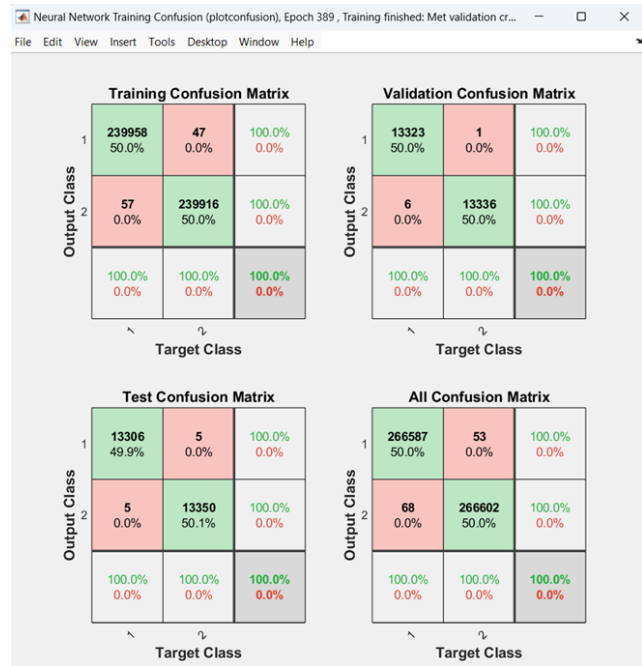 Neural Network Training Confusion (plotconfusion), Epoch 389 , Training finished: Met validation cr...
File Edit View Insert Tools Desktop Window Help
Training Confusion Matrix
Output Class
1 239958 47 100.0%
50.0% 0.0% 0.0%
2 57 239916 100.0%
0.0% 50.0% 0.0%
100.0% 100.0% 100.0%
0.0% 0.0% 0.0%
1 2
Target Class
Validation Confusion Matrix
Output Class
1 13323 1 100.0%
50.0% 0.0% 0.0%
2 6 13336 100.0%
0.0% 50.0% 0.0%
100.0% 100.0% 100.0%
0.0% 0.0% 0.0%
1 2
Target Class
Test Confusion Matrix
Output Class
1 13306 5 100.0%
49.9% 0.0% 0.0%
2 5 13350 100.0%
0.0% 50.1% 0.0%
100.0% 100.0% 100.0%
0.0% 0.0% 0.0%
1 2
Target Class
All Confusion Matrix
Output Class
1 266587 53 100.0%
50.0% 0.0% 0.0%
2 68 266602 100.0%
0.0% 50.0% 0.0%
100.0% 100.0% 100.0%
0.0% 0.0% 0.0%
1 2
Target Class